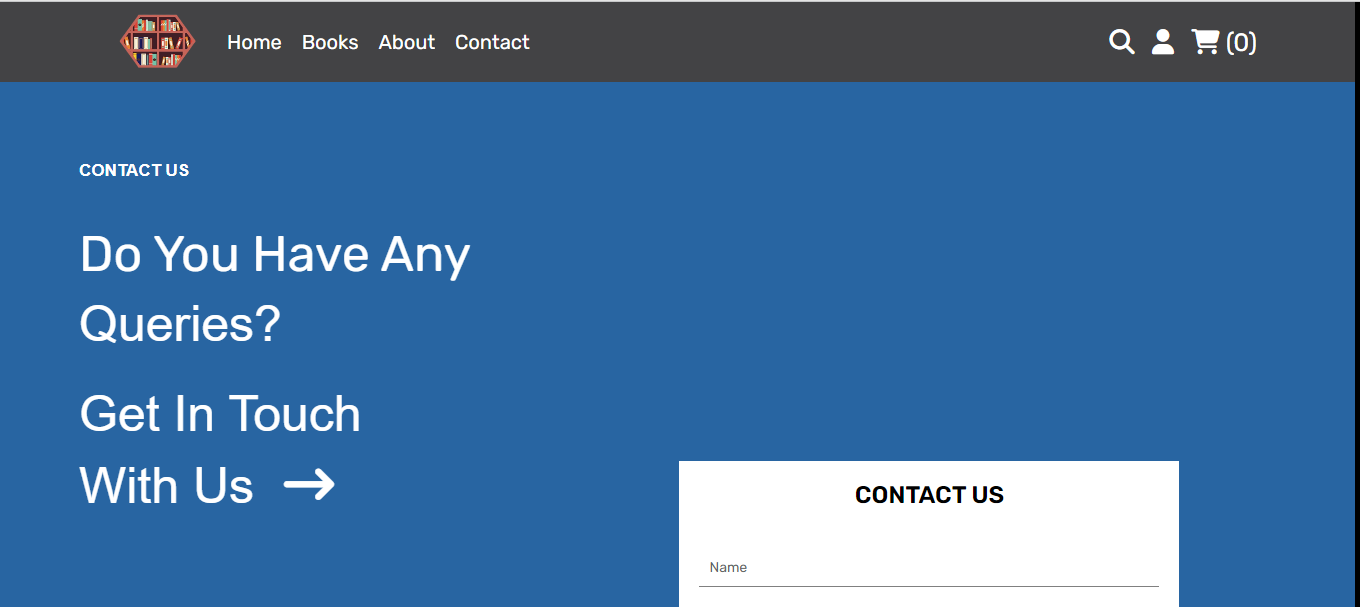 Home Books About Contact (0)
CONTACT US
Do You Have Any
Queries?
Get In Touch
With Us
CONTACT US
Name